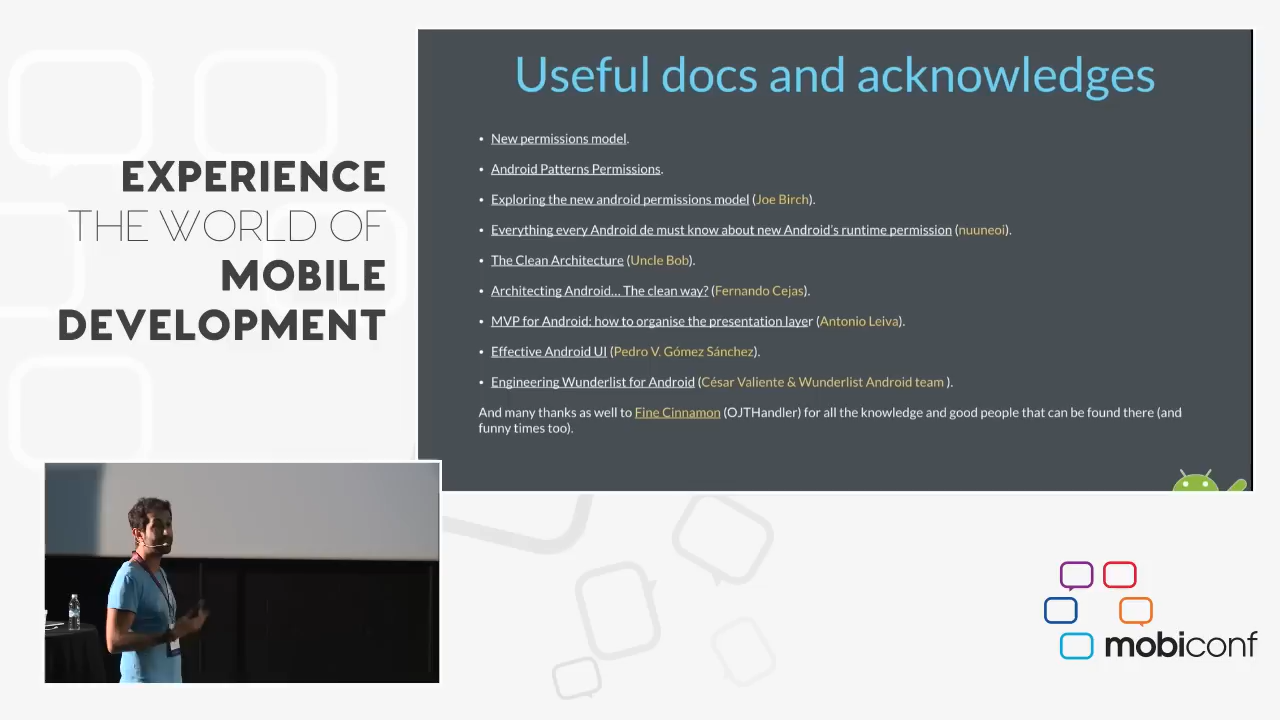 EXPERIENCE
THE WORLD OF
MOBILE
DEVELOPMENT
Useful docs and acknowledges
• New permissions model.
• Android Patterns Permissions.
• Exploring the new android permissions model (Joe Birch).
• Everything every Android de must know about new Android's runtime permission (nuuneoi).
• The Clean Architecture (Uncle Bob).
• Architecting Android... The clean way? (Fernando Cejas).
• MVP for Android: how to organise the presentation layer (Antonio Leiva).
• Effective Android UI (Pedro V. Gómez Sánchez).
• Engineering Wunderlist for Android (César Valiente & Wunderlist Android team ).
And many thanks as well to Fine Cinnamon (OJTHandler) for all the knowledge and good people that can be found there (and
funny times too).
mobiconf